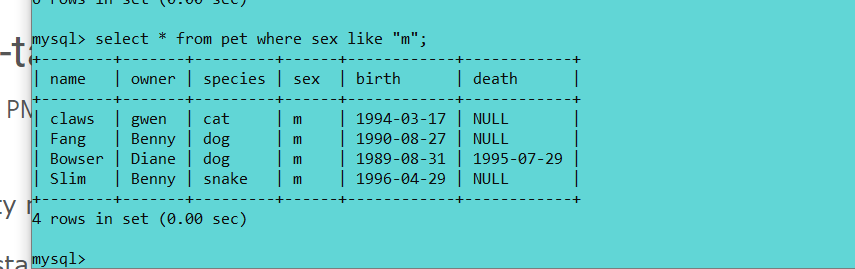 6 rows in set (0.00 sec)
mysql> select * from pet where sex like "m";
+--------+-------+---------+------+------------+------------+
| name   | owner | species | sex  | birth      | death      |
+--------+-------+---------+------+------------+------------+
| claws  | gwen  | cat     | m    | 1994-03-17 | NULL       |
| Fang   | Benny | dog     | m    | 1990-08-27 | NULL       |
| Bowser | Diane | dog     | m    | 1989-08-31 | 1995-07-29 |
| Slim   | Benny | snake   | m    | 1996-04-29 | NULL       |
+--------+-------+---------+------+------------+------------+
4 rows in set (0.00 sec)
mysql>
-ta
PM
ty
sta